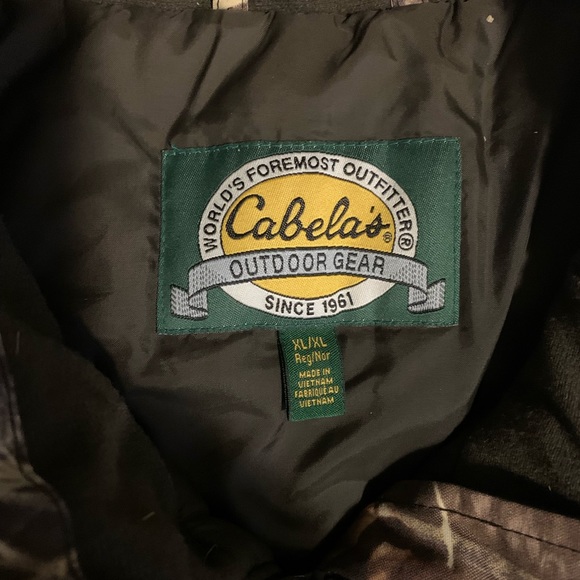 WORLD'S FOREMOST OUTFITTER®
Cabela's®
OUTDOOR GEAR
SINCE 1961
XL/XL
Reg/Nor
MADE IN
VIETNAM
FABRIQUÉ AU
VIETNAM